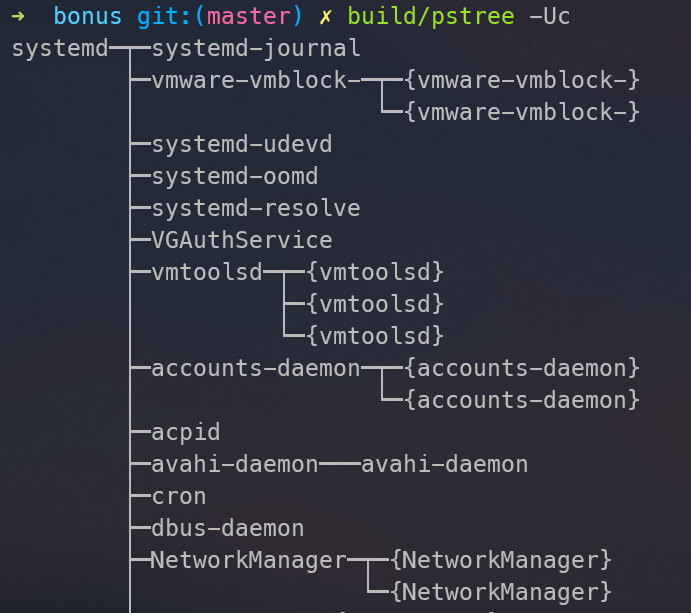 ➜  bonus git:(master) ✗ build/pstree -Uc
systemd─┬─systemd-journal
        ├─vmware-vmblock-─┬─{vmware-vmblock-}
        │                 └─{vmware-vmblock-}
        ├─systemd-udevd
        ├─systemd-oomd
        ├─systemd-resolve
        ├─VGAuthService
        ├─vmtoolsd─┬─{vmtoolsd}
        │          ├─{vmtoolsd}
        │          └─{vmtoolsd}
        ├─accounts-daemon─┬─{accounts-daemon}
        │                 └─{accounts-daemon}
        ├─acpid
        ├─avahi-daemon───avahi-daemon
        ├─cron
        ├─dbus-daemon
        ├─NetworkManager─┬─{NetworkManager}
        │                └─{NetworkManager}